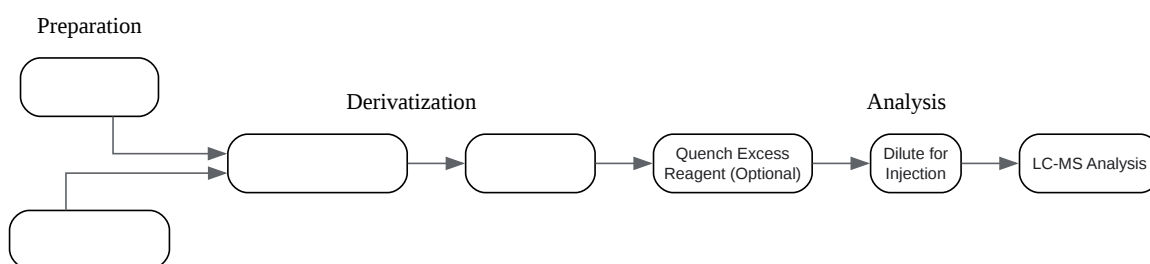 Preparation
Derivatization
Analysis
Quench Excess
Reagent (Optional)
Dilute for
Injection
LC-MS Analysis